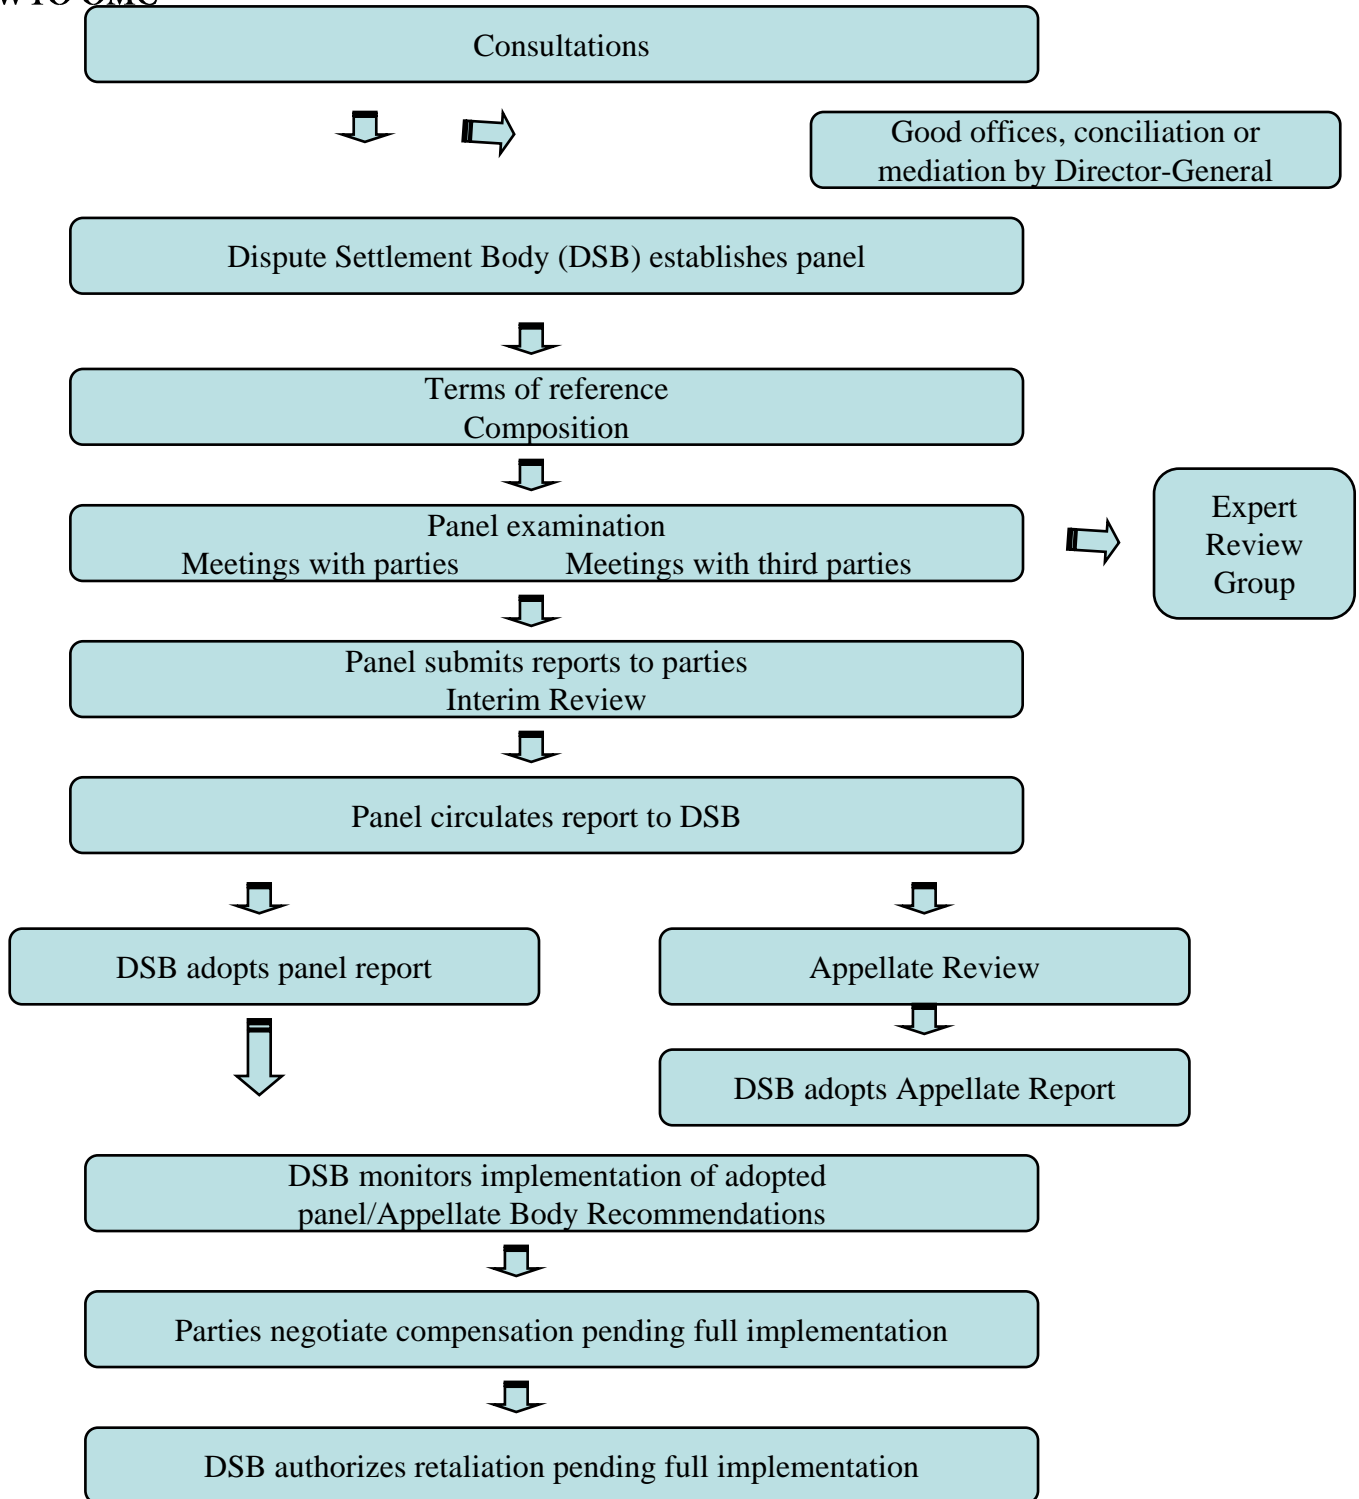 Consultations
Good offices, conciliation or
mediation by Director-General
Dispute Settlement Body (DSB) establishes panel
Terms of reference
Composition
Panel examination
Meetings with parties Meetings with third parties
Expert
Review
Group
Panel submits reports to parties
Interim Review
Panel circulates report to DSB
DSB adopts panel report
Appellate Review
DSB adopts Appellate Report
DSB monitors implementation of adopted
panel/Appellate Body Recommendations
Parties negotiate compensation pending full implementation
DSB authorizes retaliation pending full implementation